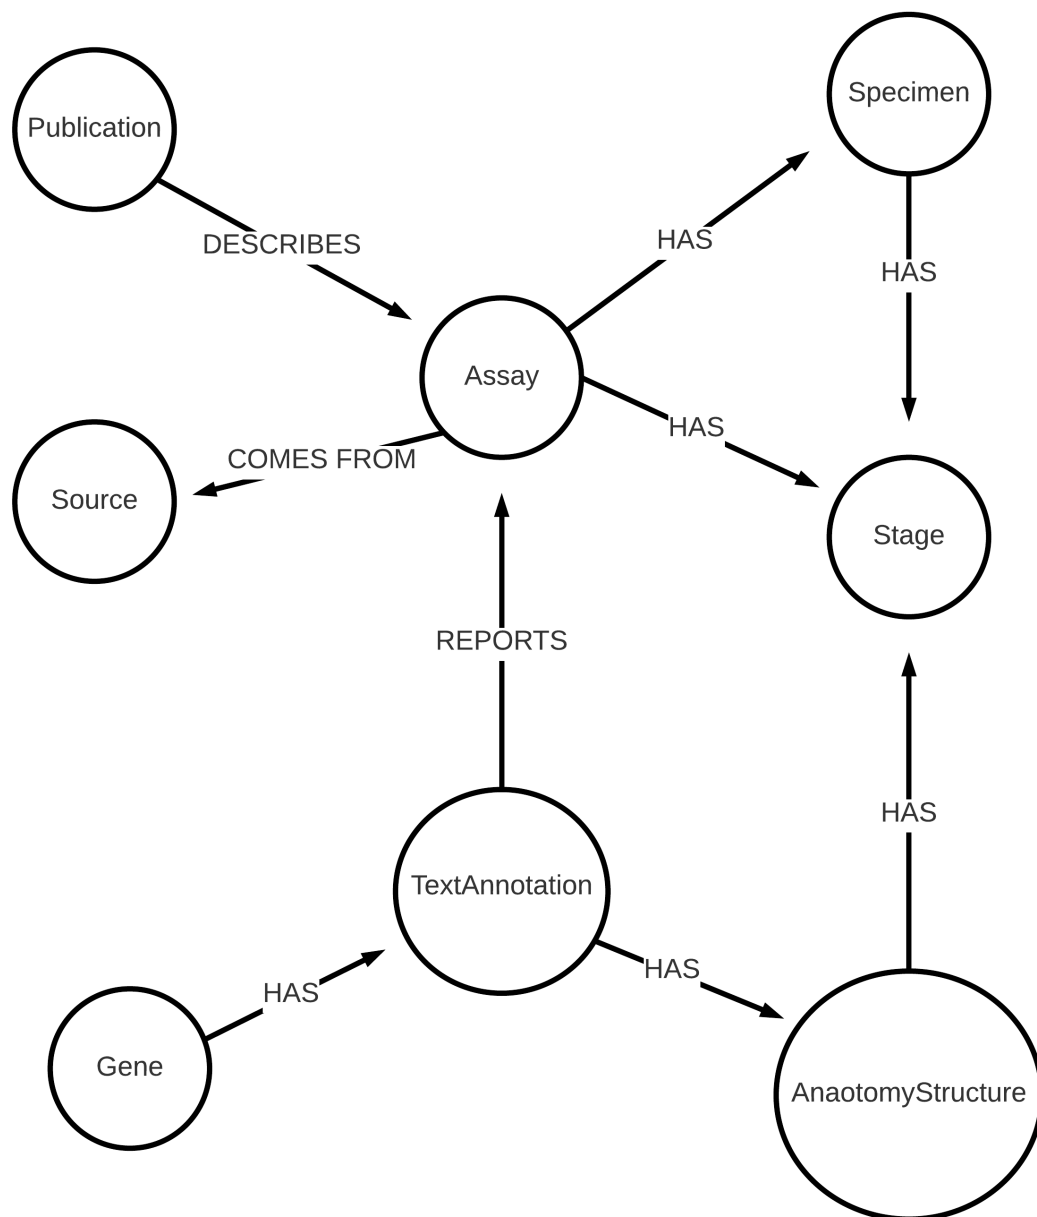 Specimen
Publication
HAS
DESCRIBES
HAS
Assay
HAS
COMES FROM
Source
Stage
REPORTS
HAS
TextAnnotation
HAS
HAS
Gene
AnaotomyStructure